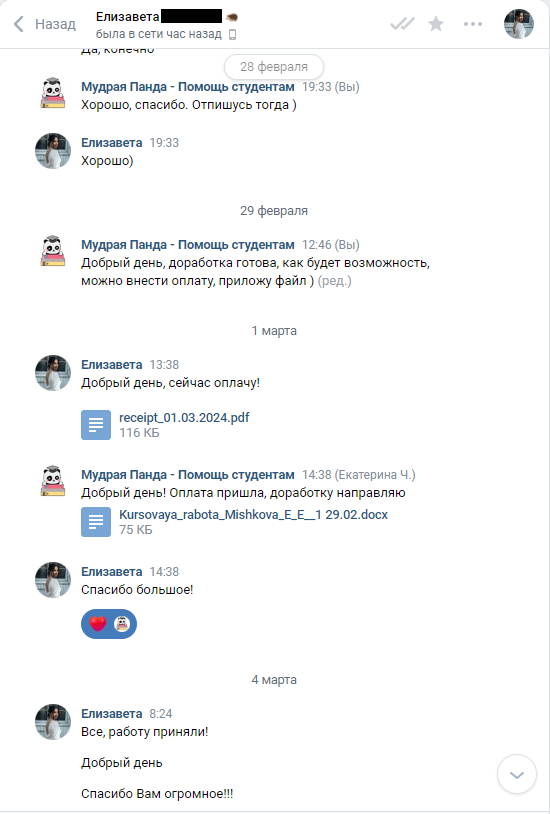 Назад
Елизавета
была в сети час назад
Да, конечно
28 февраля
Мудрая Панда - Помощь студентам 19:33 (Вы)
Хорошо, спасибо. Отпишусь тогда )
Елизавета 19:33
Хорошо)
29 февраля
Мудрая Панда - Помощь студентам 12:46 (Вы)
Добрый день, доработка готова, как будет возможность,
можно внести оплату, приложу файл ) (ред.)
1 марта
Елизавета 13:38
Добрый день, сейчас оплачу!
receipt_01.03.2024.pdf
116 КБ
Мудрая Панда - Помощь студентам 14:38 (Екатерина Ч.)
Добрый день! Оплата пришла, доработку направляю
Kursovaya_rabota_Mishkova_E_E__1 29.02.docx
75 КБ
Елизавета 14:38
Спасибо большое!
4 марта
Елизавета 8:24
Все, работу приняли!
Добрый день
Спасибо Вам огромное!!!